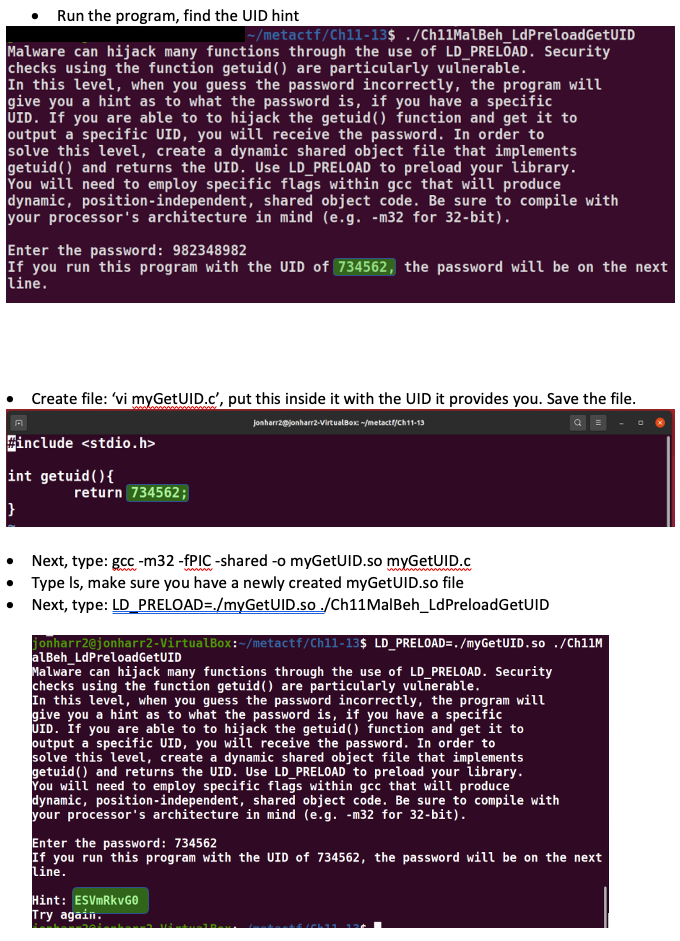 • Run the program, find the UID hint
~/metactf/Ch11-13$ ./Ch11MalBeh_LdPreloadGetUID
Malware can hijack many functions through the use of LD_PRELOAD. Security
checks using the function getuid() are particularly vulnerable.
In this level, when you guess the password incorrectly, the program will
give you a hint as to what the password is, if you have a specific
UID. If you are able to to hijack the getuid() function and get it to
output a specific UID, you will receive the password. In order to
solve this level, create a dynamic shared object file that implements
getuid() and returns the UID. Use LD_PRELOAD to preload your library.
You will need to employ specific flags within gcc that will produce
dynamic, position-independent, shared object code. Be sure to compile with
your processor's architecture in mind (e.g. -m32 for 32-bit).
Enter the password: 982348982
If you run this program with the UID of 734562, the password will be on the next
line.
• Create file: ‘vi myGetUID.c’, put this inside it with the UID it provides you. Save the file.
jonharr2@jonharr2-VirtualBox: ~/metactf/Ch11-13
#include <stdio.h>
int getuid(){
return 734562;
}
~
• Next, type: gcc -m32 -fPIC -shared -o myGetUID.so myGetUID.c
• Type ls, make sure you have a newly created myGetUID.so file
• Next, type: LD_PRELOAD=./myGetUID.so ./Ch11MalBeh_LdPreloadGetUID
jonharr2@jonharr2-VirtualBox:~/metactf/Ch11-13$ LD_PRELOAD=./myGetUID.so ./Ch11M
alBeh_LdPreloadGetUID
Malware can hijack many functions through the use of LD_PRELOAD. Security
checks using the function getuid() are particularly vulnerable.
In this level, when you guess the password incorrectly, the program will
give you a hint as to what the password is, if you have a specific
UID. If you are able to to hijack the getuid() function and get it to
output a specific UID, you will receive the password. In order to
solve this level, create a dynamic shared object file that implements
getuid() and returns the UID. Use LD_PRELOAD to preload your library.
You will need to employ specific flags within gcc that will produce
dynamic, position-independent, shared object code. Be sure to compile with
your processor's architecture in mind (e.g. -m32 for 32-bit).
Enter the password: 734562
If you run this program with the UID of 734562, the password will be on the next
line.
Hint: ESVmRkvG0
Try again.
jonharr2@jonharr2-VirtualBox:~/metactf/Ch11-13$